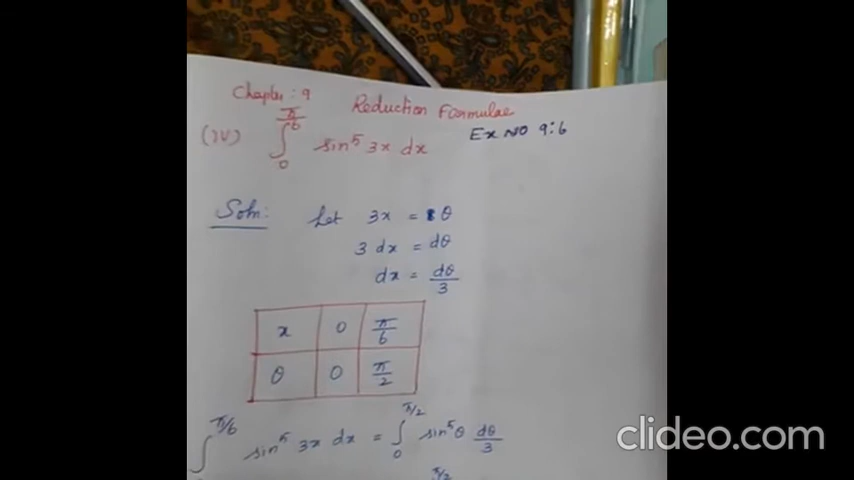 Chapter : 9 Reduction Formulae
Ex NO 9:6
(iv) ∫₀^(π/6) sin⁵ 3x dx
Soln: Let 3x = θ
3 dx = dθ
dx = dθ/3
x 0 π/6
θ 0 π/2
∫^(π/6) sin⁵ 3x dx = ∫₀^(π/2) sin⁵θ dθ/3
π/2
clideo.com